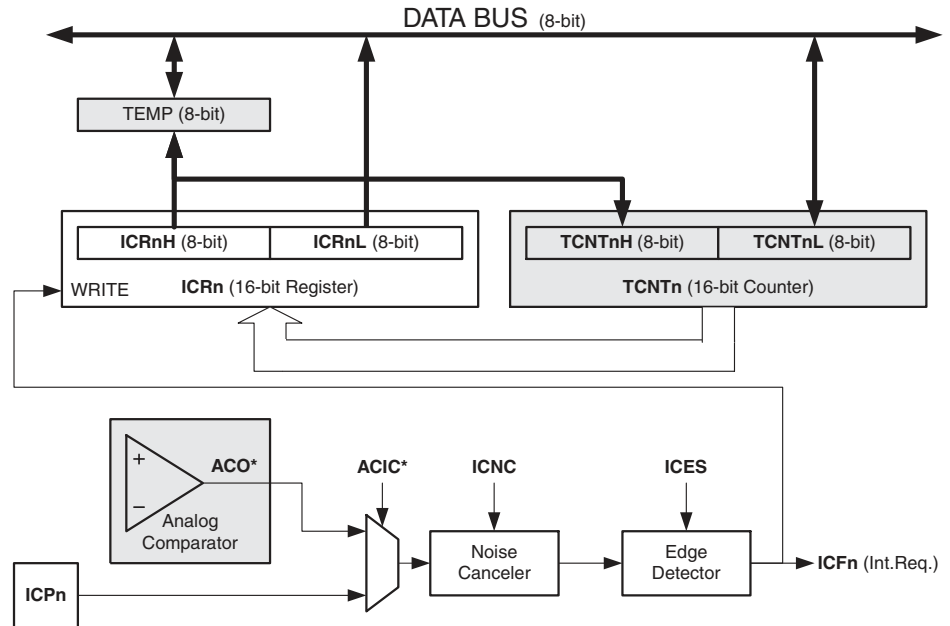 DATA BUS (8-bit)
TEMP (8-bit)
ICRnH (8-bit) ICRnL (8-bit) TCNTnH (8-bit) TCNTnL (8-bit)
WRITE ICRn (16-bit Register) TCNTn (16-bit Counter)
+ ACO* ACIC* ICNC ICES
−
Analog
Comparator
Noise
Canceler
Edge
Detector
ICFn (Int.Req.)
ICPn